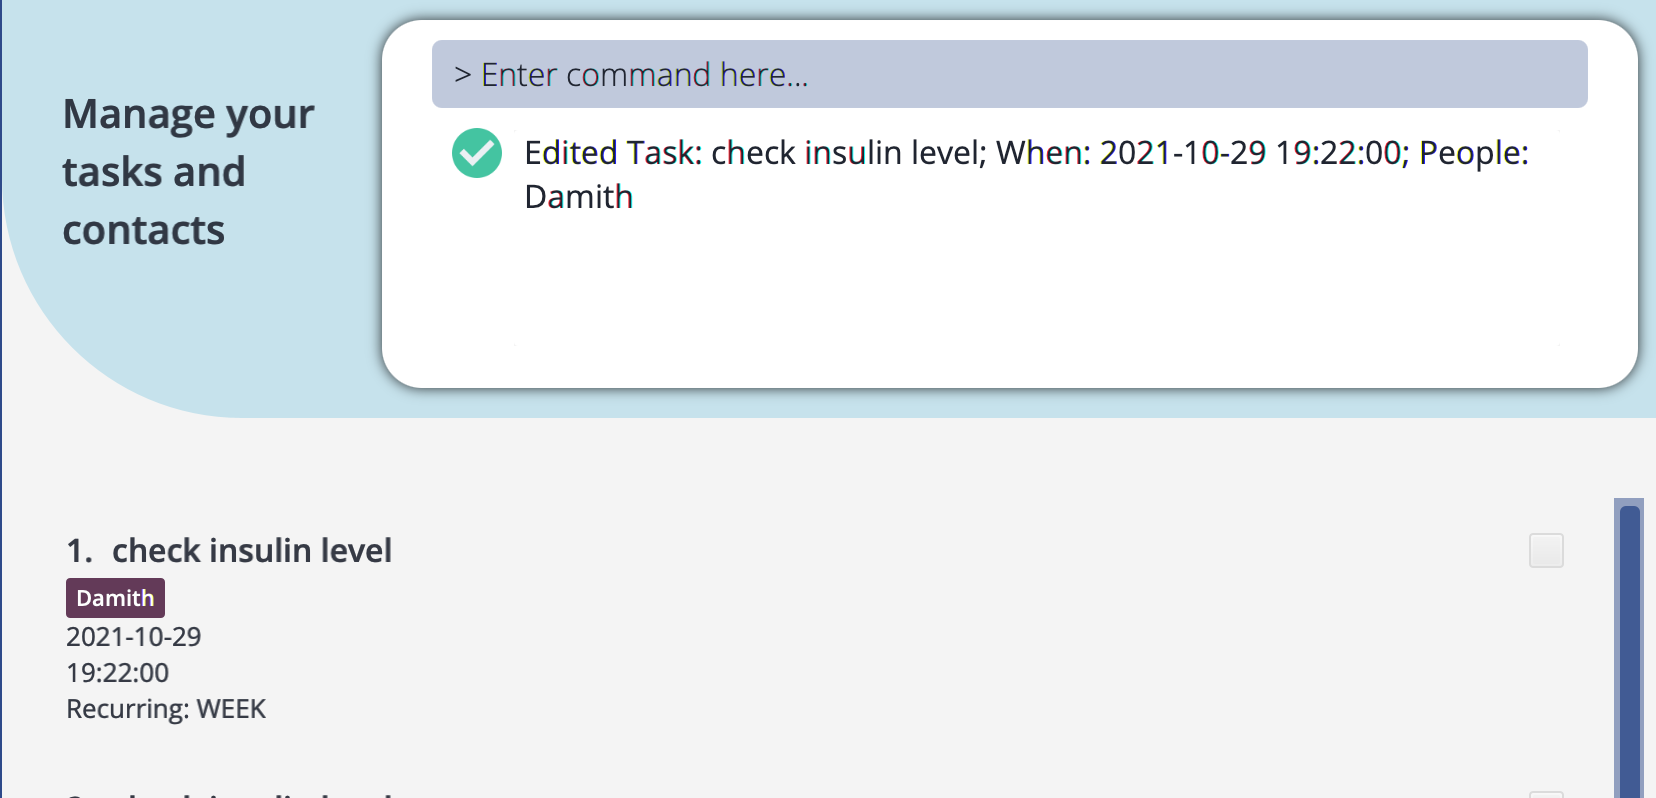 Manage your
tasks and
contacts
> Enter command here...
Edited Task: check insulin level; When: 2021-10-29 19:22:00; People:
Damith
1. check insulin level
Damith
2021-10-29
19:22:00
Recurring: WEEK